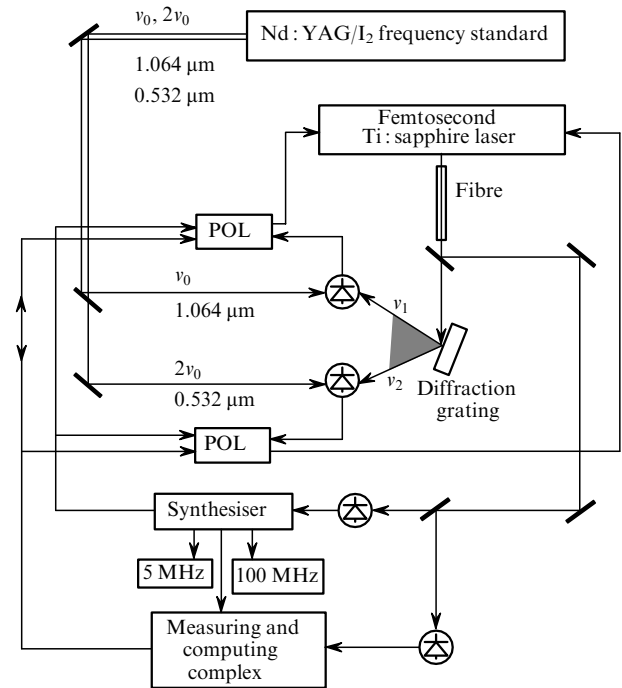 ν₀, 2ν₀
Nd : YAG/I₂ frequency standard
1.064 μm
0.532 μm
Femtosecond
Ti : sapphire laser
Fibre
POL
ν₀
1.064 μm
ν₁
2ν₀
0.532 μm
ν₂
Diffraction
grating
POL
Synthesiser
5 MHz
100 MHz
Measuring and
computing
complex